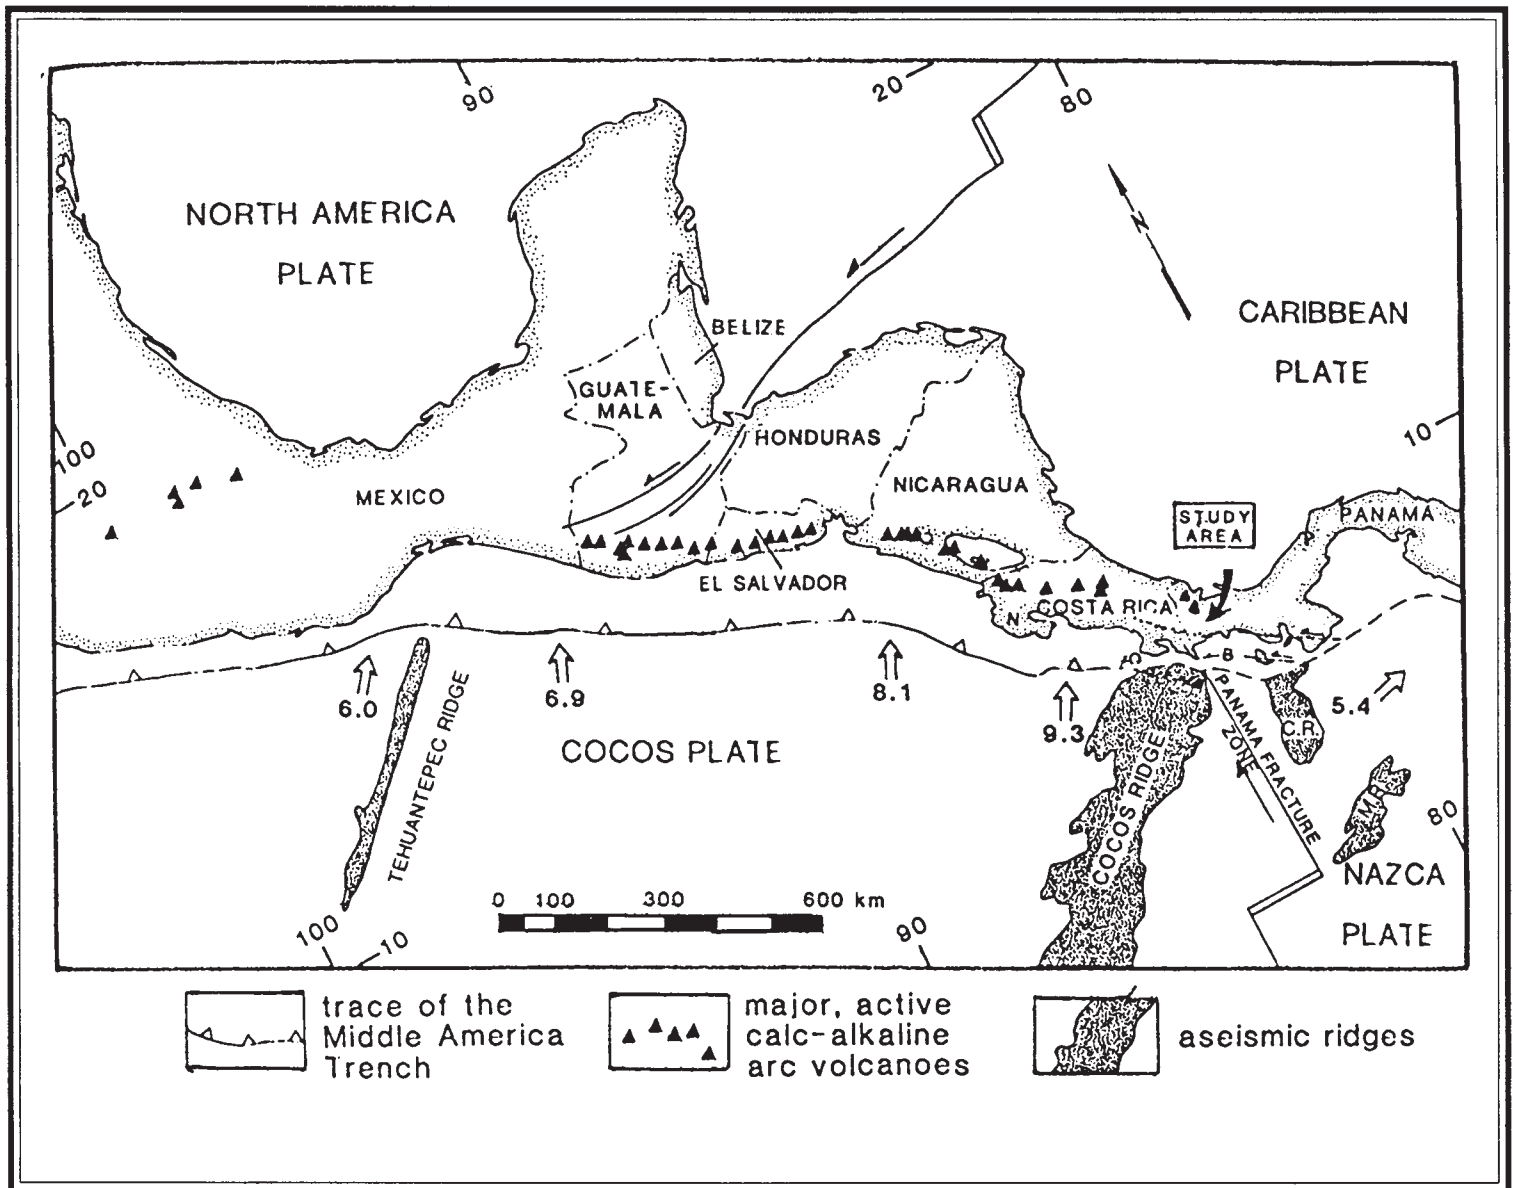 90
20
80
NORTH AMERICA
PLATE
N
CARIBBEAN
PLATE
BELIZE
GUATE-
MALA
HONDURAS
10
100
20
MEXICO
NICARAGUA
STUDY
AREA
PANAMÁ
EL SALVADOR
COSTA RICA
N
O
B
6.0
6.9
8.1
9.3
5.4
TEHUANTEPEC RIDGE
COCOS PLATE
COCOS RIDGE
PANAMA FRACTURE
ZONE
C.R.
M.R.
80
NAZCA
PLATE
0 100 300 600 km
100
10
90
trace of the
Middle America
Trench
major, active
calc-alkaline
arc volcanoes
aseismic ridges